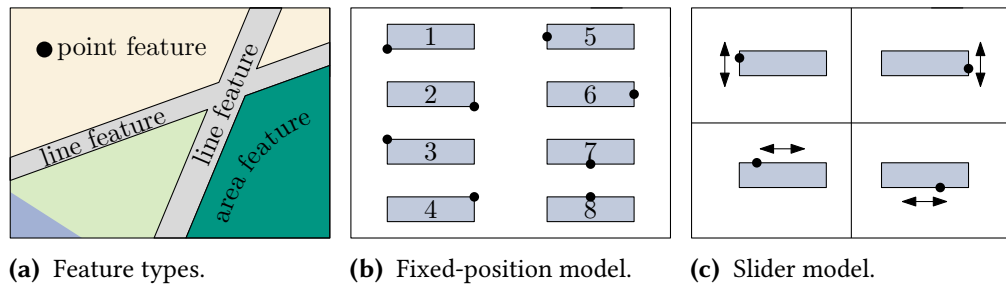 point feature
line feature
line feature
area feature
1
2
3
4
5
6
7
8
(a) Feature types.
(b) Fixed-position model.
(c) Slider model.